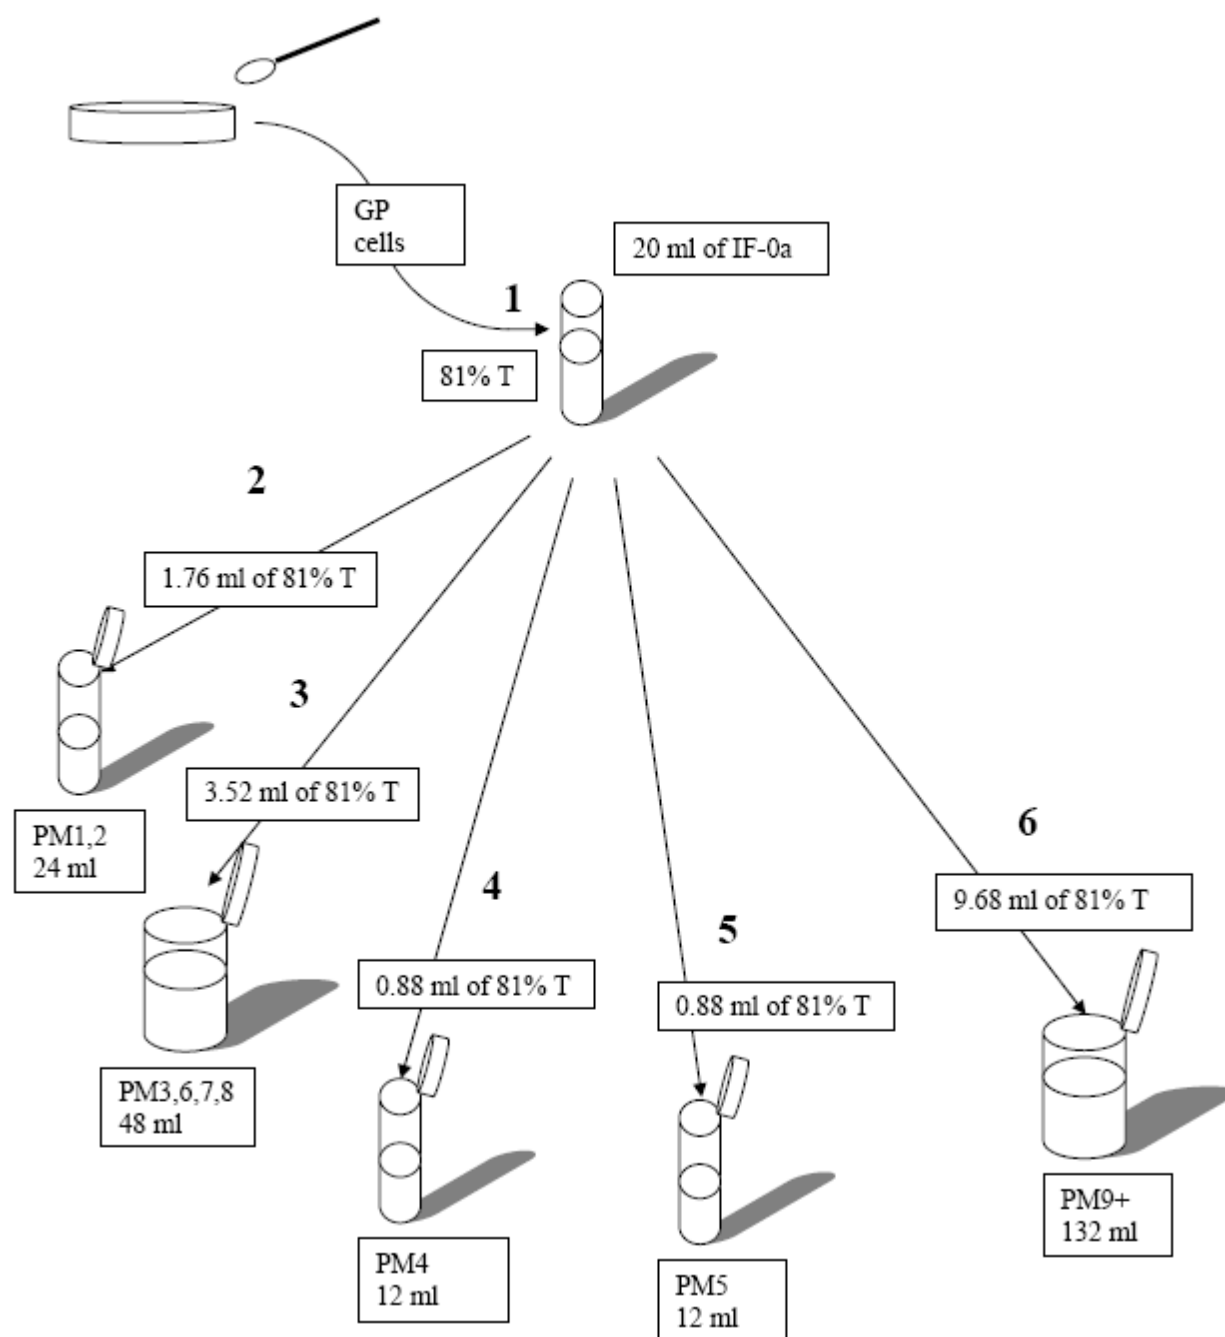 GP
cells
20 ml of IF-0a
1
81% T
2
1.76 ml of 81% T
3
3.52 ml of 81% T
PM1,2
24 ml
6
4
9.68 ml of 81% T
5
0.88 ml of 81% T
0.88 ml of 81% T
PM3,6,7,8
48 ml
PM9+
132 ml
PM4
12 ml
PM5
12 ml